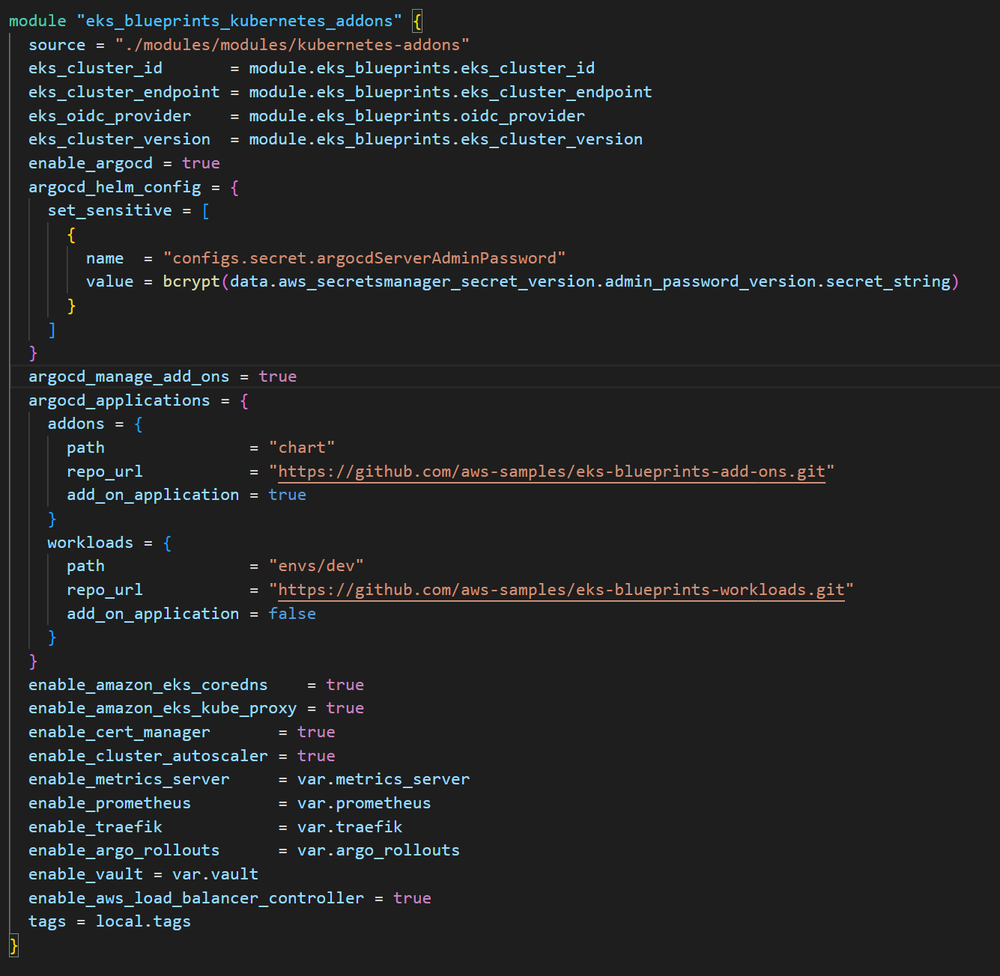 module "eks_blueprints_kubernetes_addons" {
  source = "./modules/modules/kubernetes-addons"
  eks_cluster_id       = module.eks_blueprints.eks_cluster_id
  eks_cluster_endpoint = module.eks_blueprints.eks_cluster_endpoint
  eks_oidc_provider    = module.eks_blueprints.oidc_provider
  eks_cluster_version  = module.eks_blueprints.eks_cluster_version
  enable_argocd = true
  argocd_helm_config = {
    set_sensitive = [
      {
        name  = "configs.secret.argocdServerAdminPassword"
        value = bcrypt(data.aws_secretsmanager_secret_version.admin_password_version.secret_string)
      }
    ]
  }
  argocd_manage_add_ons = true
  argocd_applications = {
    addons = {
      path               = "chart"
      repo_url           = "https://github.com/aws-samples/eks-blueprints-add-ons.git"
      add_on_application = true
    }
    workloads = {
      path               = "envs/dev"
      repo_url           = "https://github.com/aws-samples/eks-blueprints-workloads.git"
      add_on_application = false
    }
  }
  enable_amazon_eks_coredns    = true
  enable_amazon_eks_kube_proxy = true
  enable_cert_manager       = true
  enable_cluster_autoscaler = true
  enable_metrics_server     = var.metrics_server
  enable_prometheus         = var.prometheus
  enable_traefik            = var.traefik
  enable_argo_rollouts      = var.argo_rollouts
  enable_vault = var.vault
  enable_aws_load_balancer_controller = true
  tags = local.tags
}